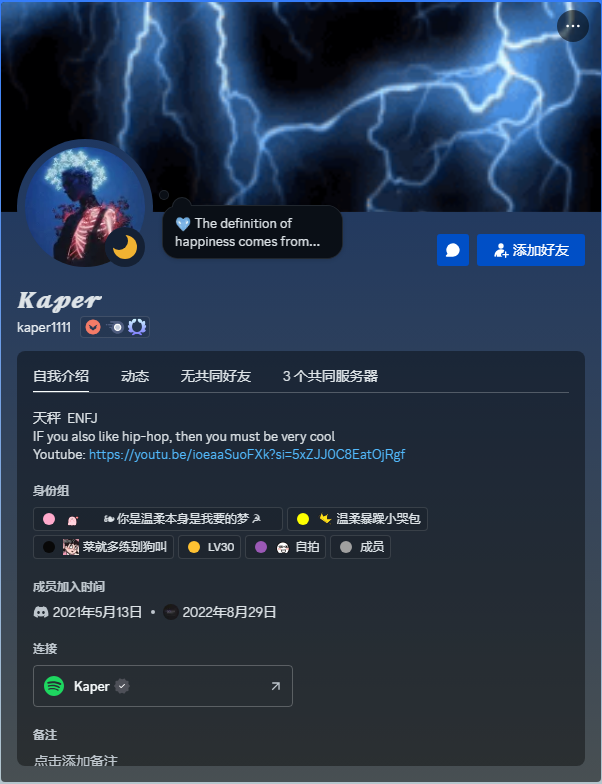 The definition of
happiness comes from...
添加好友
Kaper
kaper1111
自我介绍 动态 无共同好友 3 个共同服务器
天秤 ENFJ
IF you also like hip-hop, then you must be very cool
Youtube: https://youtu.be/ioeaaSuoFXk?si=5xZJJ0C8EatOjRgf
身份组
❧你是温柔本身是我要的梦☭ 温柔暴躁小哭包
菜就多练别狗叫 LV30 自拍 成员
成员加入时间
2021年5月13日 • 2022年8月29日
连接
Kaper
备注
点击添加备注